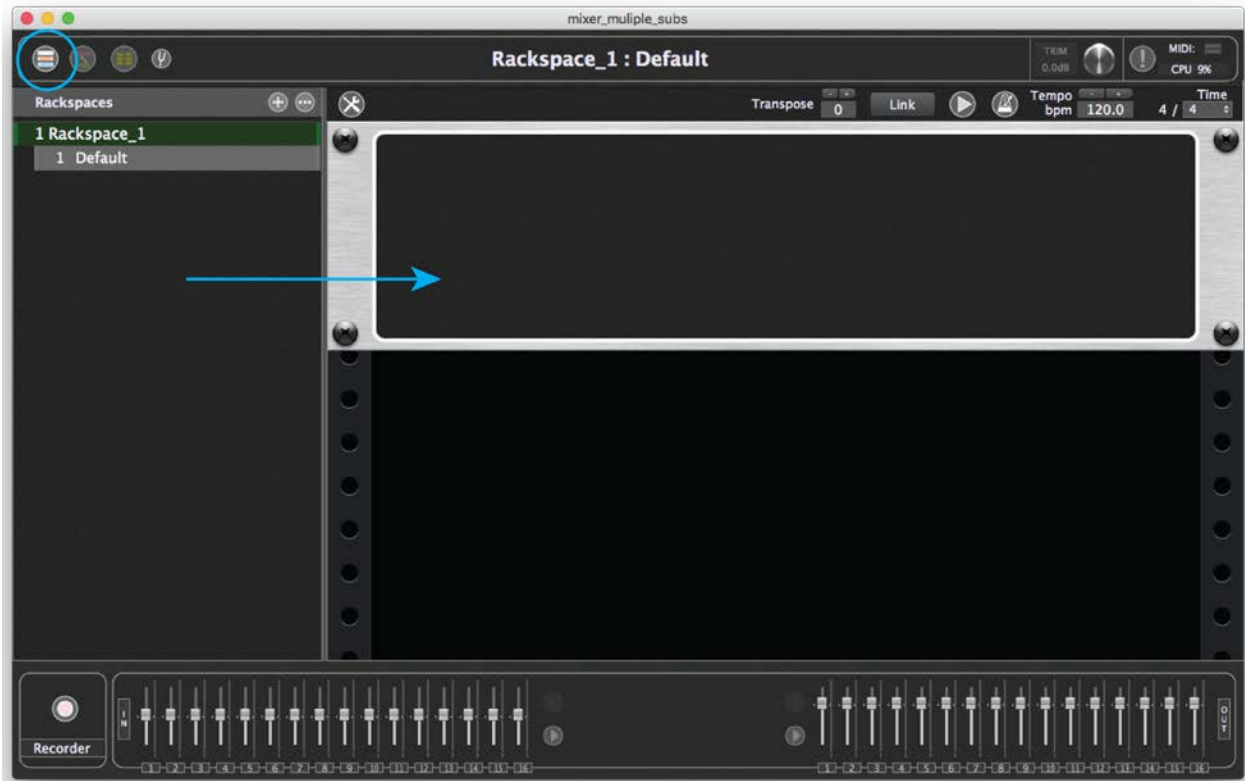 mixer_muliple_subs
Rackspace_1 : Default
TRIM
0.0dB
MIDI:
CPU 9%
Rackspaces
Transpose 0
Link
Tempo
bpm 120.0
Time
4 / 4
1 Rackspace_1
1 Default
Recorder
IN
1 2 3 4 5 6 7 8 9 10 11 12 13 14 15 16
1 2 3 4 5 6 7 8 9 10 11 12 13 14 15 16
OUT